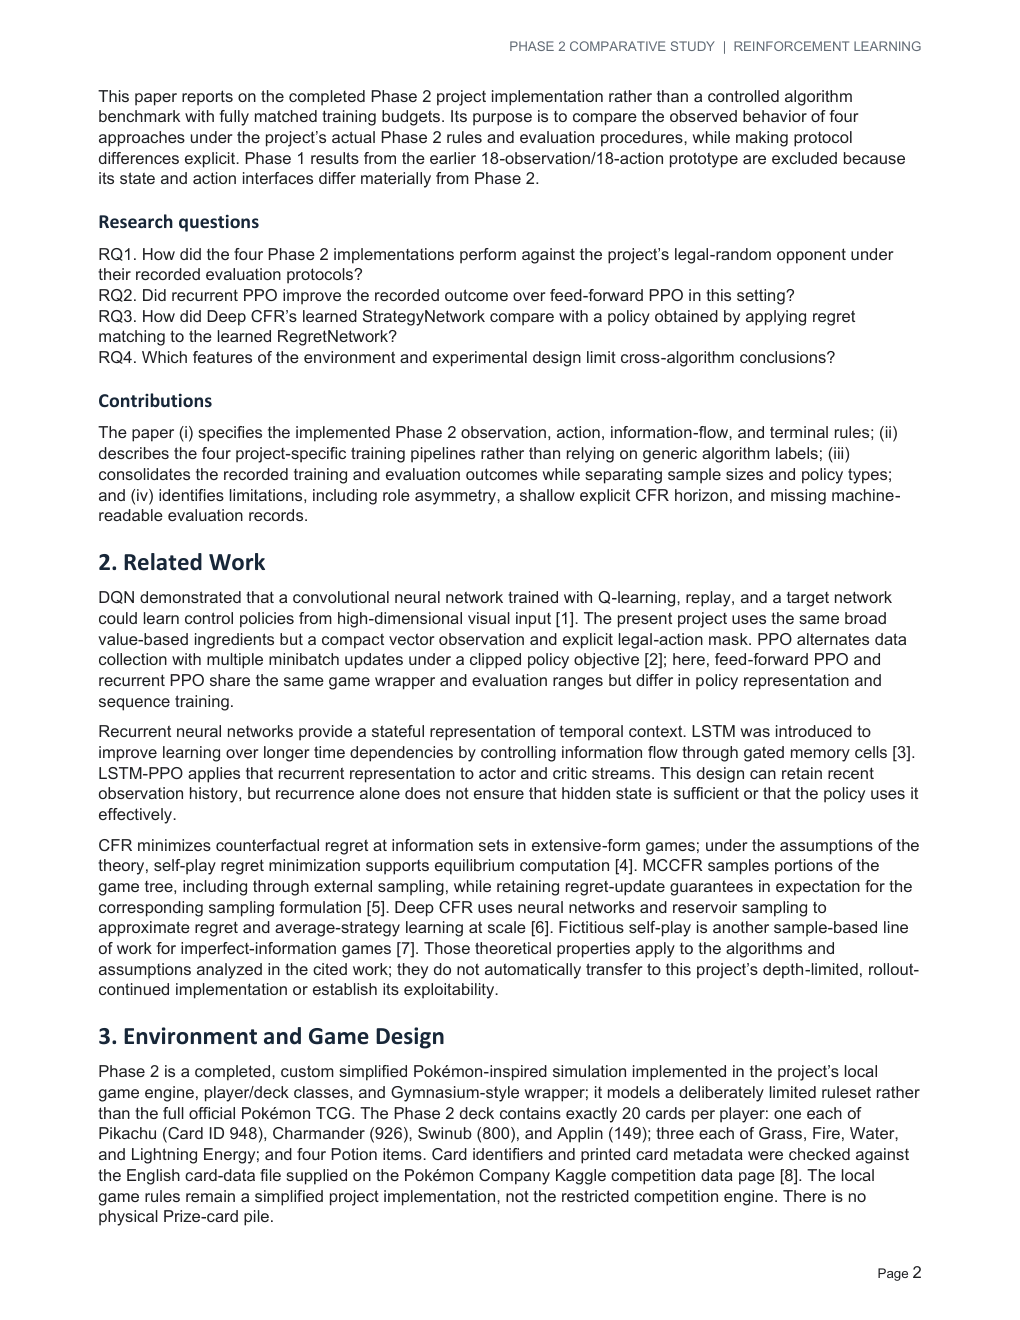 PHASE 2 COMPARATIVE STUDY | REINFORCEMENT LEARNING
This paper reports on the completed Phase 2 project implementation rather than a controlled algorithm
benchmark with fully matched training budgets. Its purpose is to compare the observed behavior of four
approaches under the project’s actual Phase 2 rules and evaluation procedures, while making protocol
differences explicit. Phase 1 results from the earlier 18-observation/18-action prototype are excluded because
its state and action interfaces differ materially from Phase 2.
Research questions
RQ1. How did the four Phase 2 implementations perform against the project’s legal-random opponent under
their recorded evaluation protocols?
RQ2. Did recurrent PPO improve the recorded outcome over feed-forward PPO in this setting?
RQ3. How did Deep CFR’s learned StrategyNetwork compare with a policy obtained by applying regret
matching to the learned RegretNetwork?
RQ4. Which features of the environment and experimental design limit cross-algorithm conclusions?
Contributions
The paper (i) specifies the implemented Phase 2 observation, action, information-flow, and terminal rules; (ii)
describes the four project-specific training pipelines rather than relying on generic algorithm labels; (iii)
consolidates the recorded training and evaluation outcomes while separating sample sizes and policy types;
and (iv) identifies limitations, including role asymmetry, a shallow explicit CFR horizon, and missing machine-
readable evaluation records.
2. Related Work
DQN demonstrated that a convolutional neural network trained with Q-learning, replay, and a target network
could learn control policies from high-dimensional visual input [1]. The present project uses the same broad
value-based ingredients but a compact vector observation and explicit legal-action mask. PPO alternates data
collection with multiple minibatch updates under a clipped policy objective [2]; here, feed-forward PPO and
recurrent PPO share the same game wrapper and evaluation ranges but differ in policy representation and
sequence training.
Recurrent neural networks provide a stateful representation of temporal context. LSTM was introduced to
improve learning over longer time dependencies by controlling information flow through gated memory cells [3].
LSTM-PPO applies that recurrent representation to actor and critic streams. This design can retain recent
observation history, but recurrence alone does not ensure that hidden state is sufficient or that the policy uses it
effectively.
CFR minimizes counterfactual regret at information sets in extensive-form games; under the assumptions of the
theory, self-play regret minimization supports equilibrium computation [4]. MCCFR samples portions of the
game tree, including through external sampling, while retaining regret-update guarantees in expectation for the
corresponding sampling formulation [5]. Deep CFR uses neural networks and reservoir sampling to
approximate regret and average-strategy learning at scale [6]. Fictitious self-play is another sample-based line
of work for imperfect-information games [7]. Those theoretical properties apply to the algorithms and
assumptions analyzed in the cited work; they do not automatically transfer to this project’s depth-limited, rollout-
continued implementation or establish its exploitability.
3. Environment and Game Design
Phase 2 is a completed, custom simplified Pokémon-inspired simulation implemented in the project’s local
game engine, player/deck classes, and Gymnasium-style wrapper; it models a deliberately limited ruleset rather
than the full official Pokémon TCG. The Phase 2 deck contains exactly 20 cards per player: one each of
Pikachu (Card ID 948), Charmander (926), Swinub (800), and Applin (149); three each of Grass, Fire, Water,
and Lightning Energy; and four Potion items. Card identifiers and printed card metadata were checked against
the English card-data file supplied on the Pokémon Company Kaggle competition data page [8]. The local
game rules remain a simplified project implementation, not the restricted competition engine. There is no
physical Prize-card pile.
Page 2